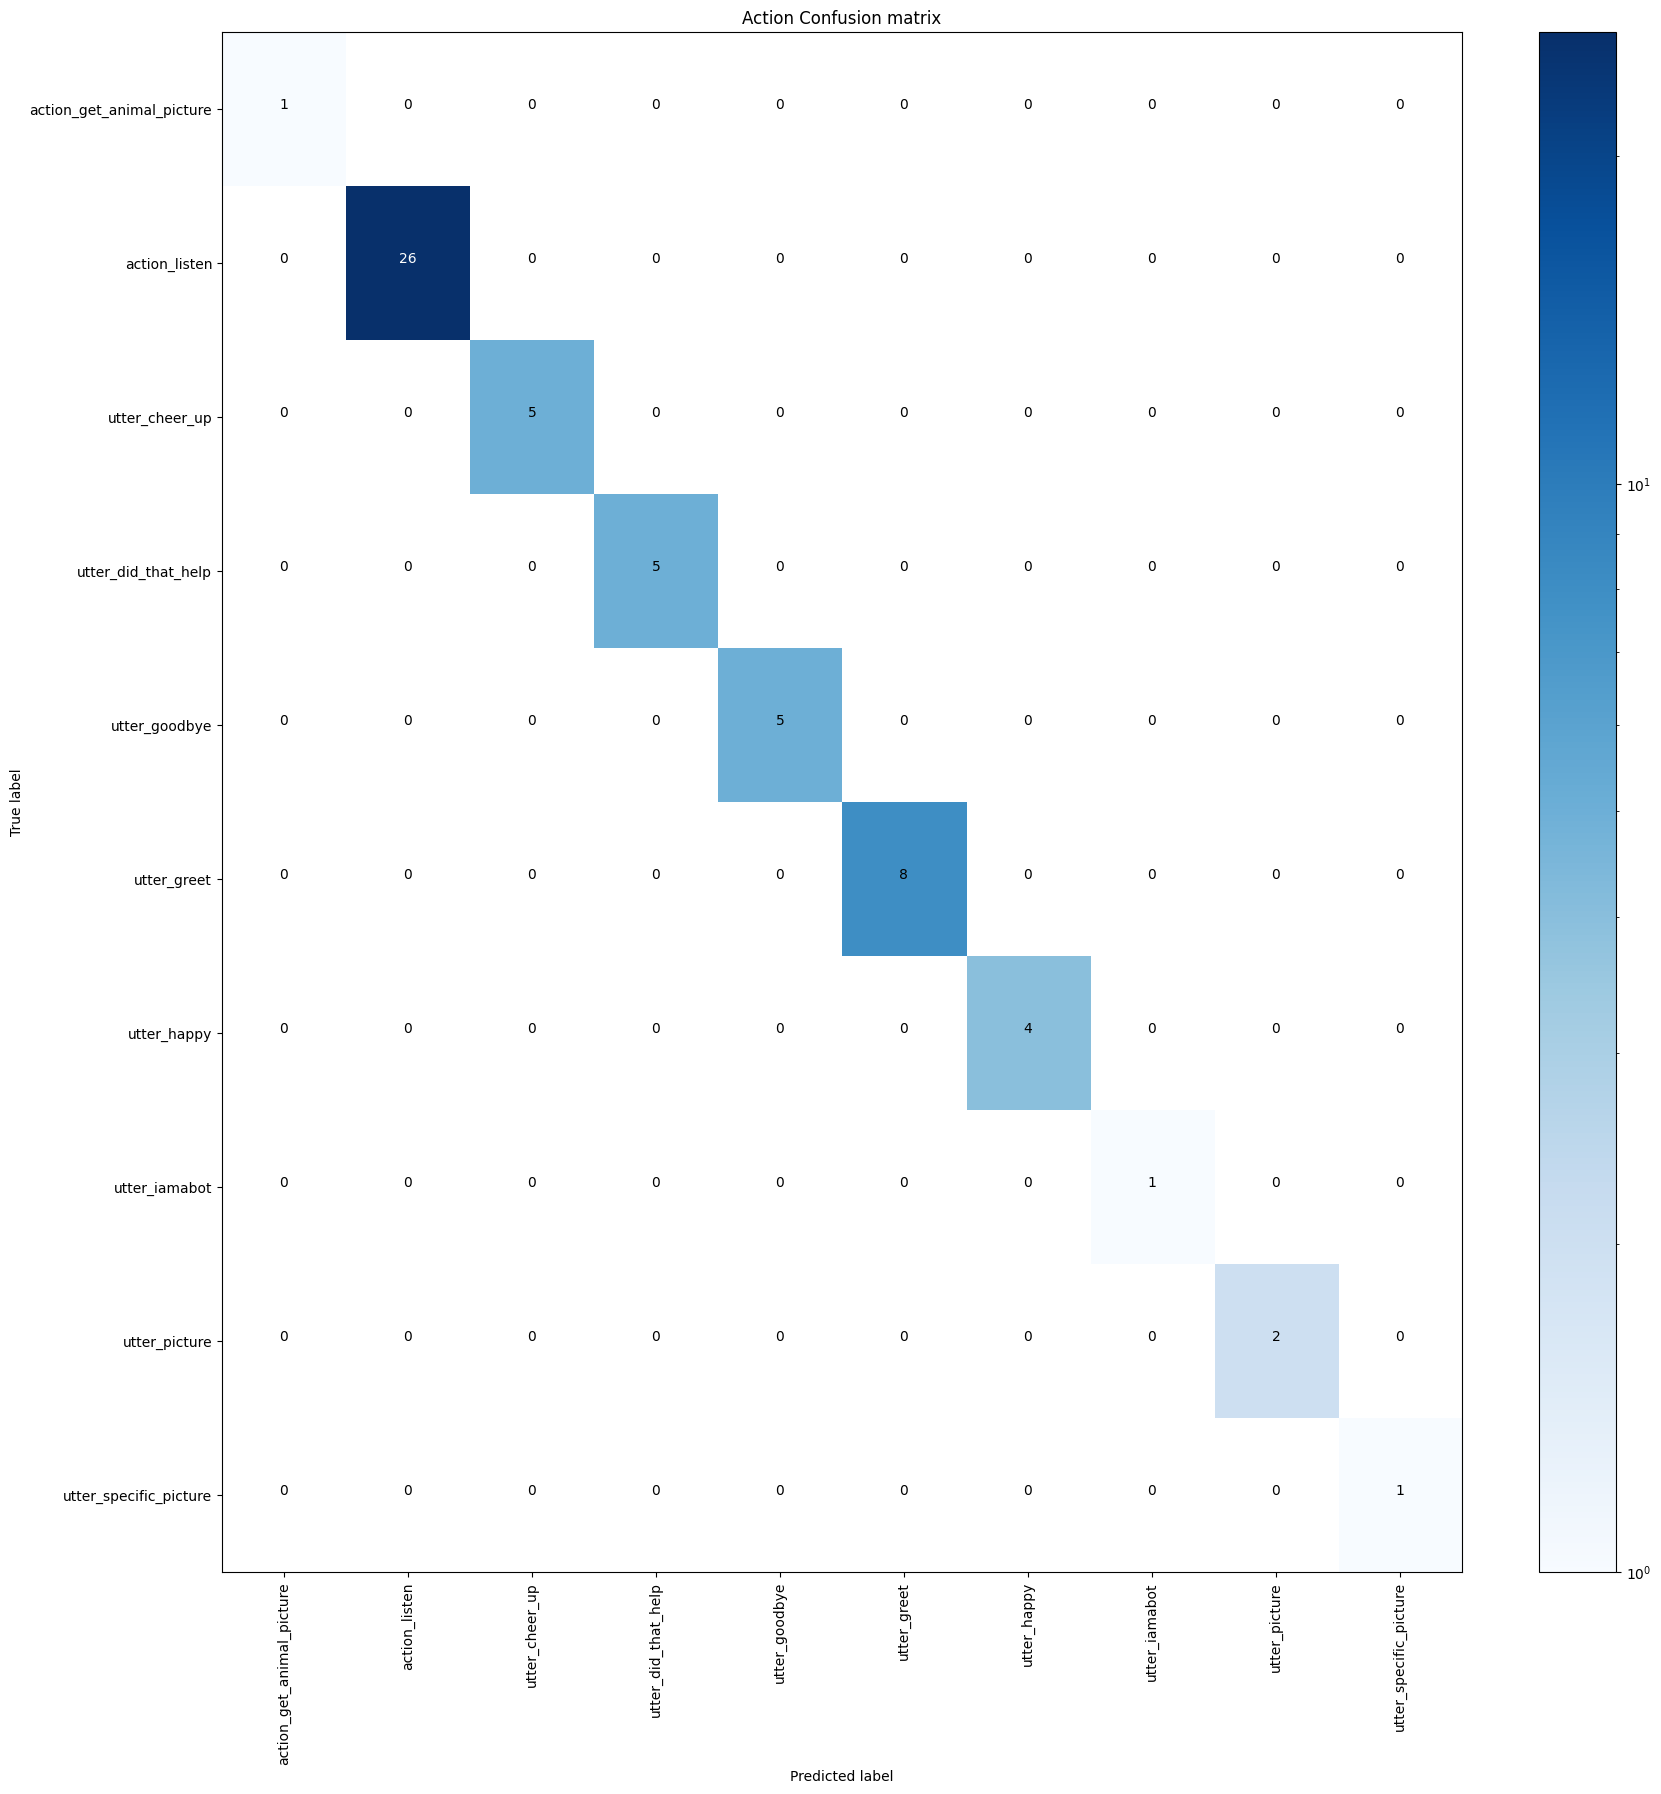 Action Confusion matrix
action_get_animal_picture 1 0 0 0 0 0 0 0 0 0
action_listen 0 26 0 0 0 0 0 0 0 0
utter_cheer_up 0 0 5 0 0 0 0 0 0 0
utter_did_that_help 0 0 0 5 0 0 0 0 0 0
utter_goodbye 0 0 0 0 5 0 0 0 0 0
utter_greet 0 0 0 0 0 8 0 0 0 0
utter_happy 0 0 0 0 0 0 4 0 0 0
utter_iamabot 0 0 0 0 0 0 0 1 0 0
utter_picture 0 0 0 0 0 0 0 0 2 0
utter_specific_picture 0 0 0 0 0 0 0 0 0 1
True label
action_get_animal_picture
action_listen
utter_cheer_up
utter_did_that_help
utter_goodbye
utter_greet
utter_happy
utter_iamabot
utter_picture
utter_specific_picture
Predicted label
10¹
10⁰